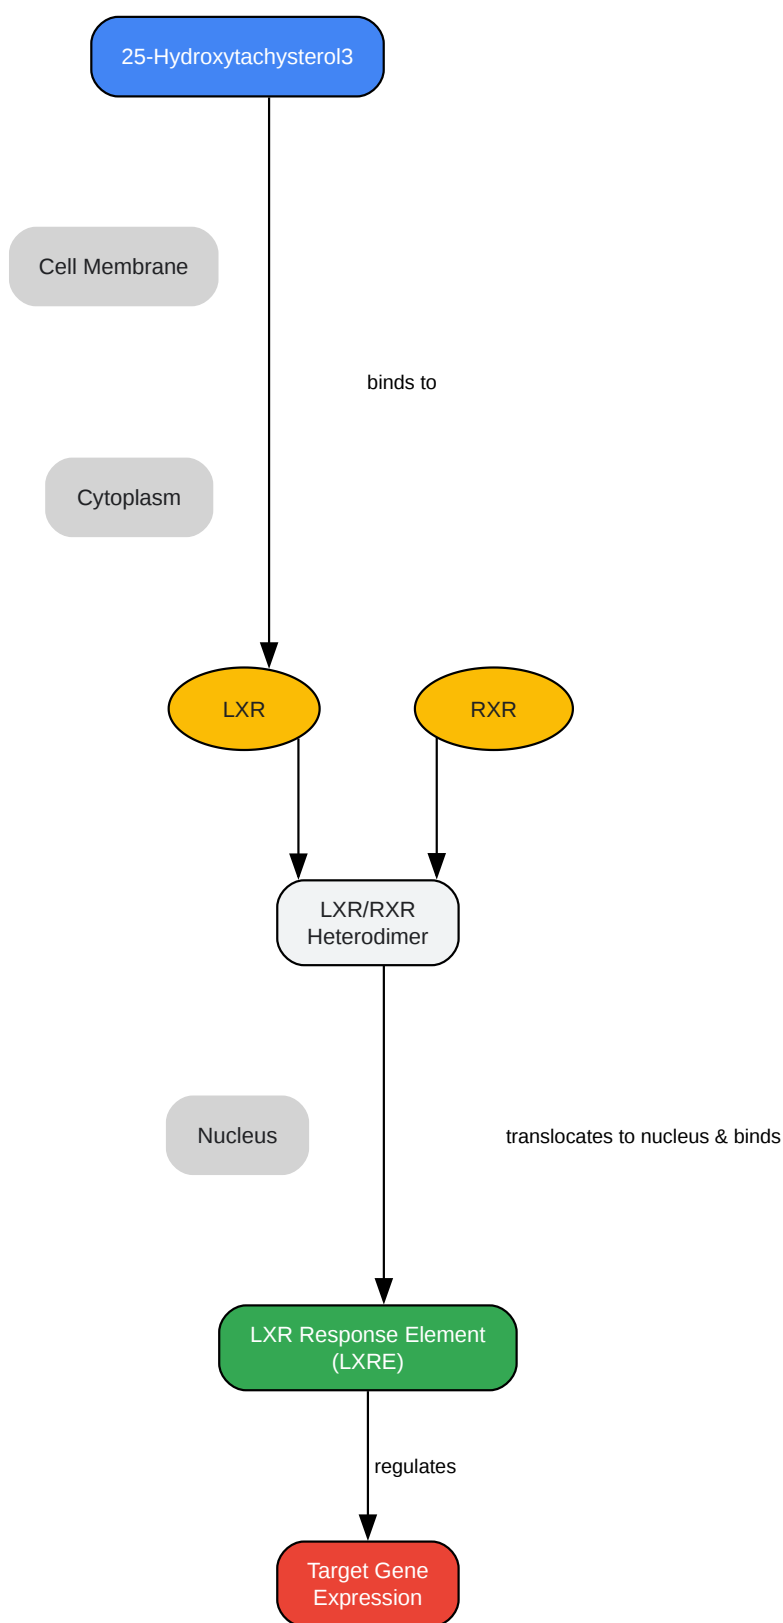 25-Hydroxytachysterol3
Cell Membrane
binds to
Cytoplasm
LXR
RXR
LXR/RXR
Heterodimer
Nucleus
translocates to nucleus & binds
LXR Response Element
(LXRE)
regulates
Target Gene
Expression